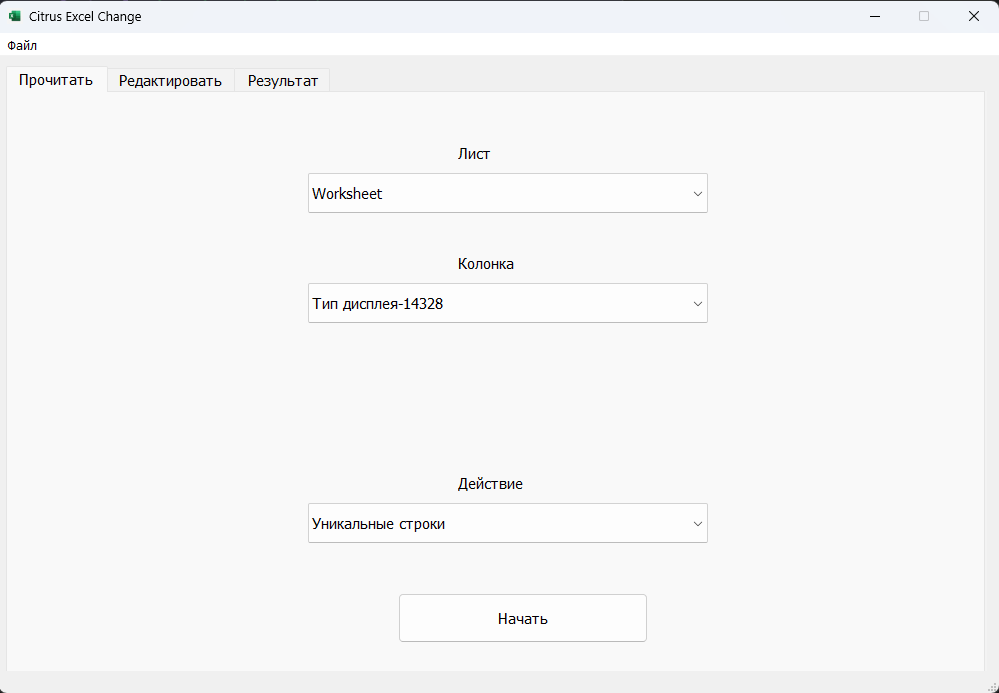 Citrus Excel Change
Файл
Прочитать Редактировать Результат
Лист
Worksheet
Колонка
Тип дисплея-14328
Действие
Уникальные строки
Начать